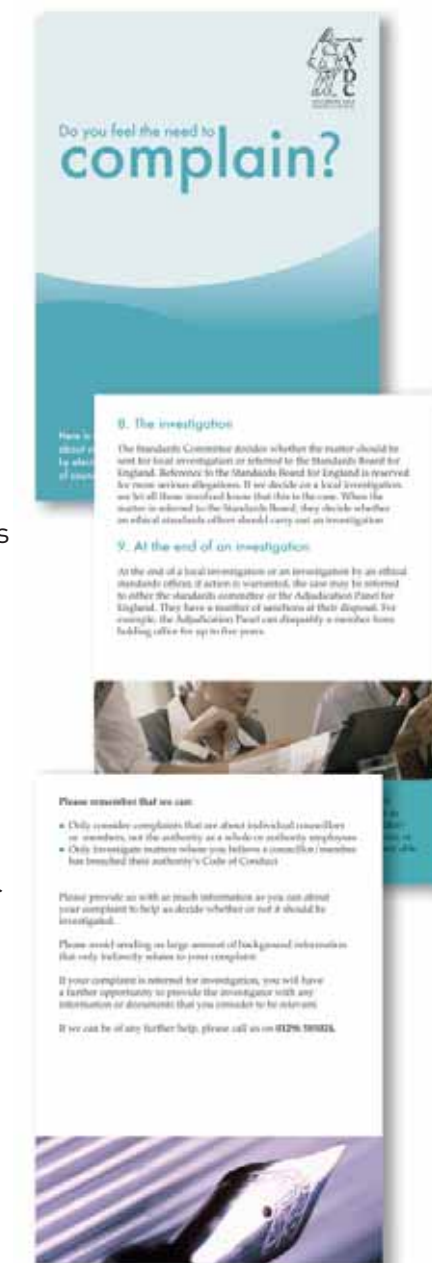 AVDC
Do you feel the need to
complain?
Here is
about
by elect
of coun
8. The investigation
The Standards Committee decides whether the matter should be
sent for local investigation or referred to the Standards Board for
England. Reference to the Standards Board for England is reserved
for more serious allegations. If we decide on a local investigation
we let all those involved know that this is the case. When the
matter is referred to the Standards Board, they decide whether
an ethical standards officer should carry out an investigation
9. At the end of an investigation
At the end of a local investigation or an investigation by an ethical
standards officer, if action is warranted, the case may be referred
to either the standards committee or the Adjudication Panel for
England. They have a number of sanctions at their disposal. For
example, the Adjudication Panel can disqualify a member from
holding office for up to five years.
Please remember that we can:
• Only consider complaints that are about individual councillors
or members, not the authority as a whole or authority employees
• Only investigate matters where you believe a councillor/member
has breached their authority's Code of Conduct
Please provide us with as much information as you can about
your complaint to help us decide whether or not it should be
investigated.
Please avoid sending us large amount of background information
that only indirectly relates to your complaint.
If your complaint is referred for investigation, you will have
a further opportunity to provide the investigator with any
information or documents that you consider to be relevant.
If we can be of any further help, please call us on